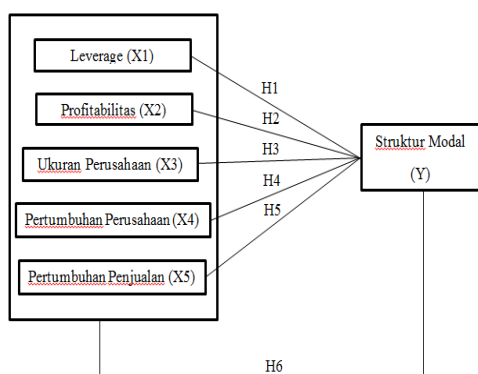 Leverage (X1)
Profitabilitas (X2)
Ukuran Perusahaan (X3)
Pertumbuhan Perusahaan (X4)
Pertumbuhan Penjualan (X5)
H1
H2
H3
H4
H5
Struktur Modal
(Y)
H6